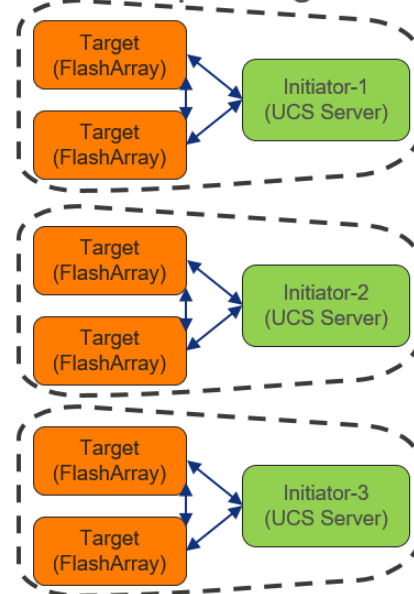 Target
(FlashArray)
Initiator-1
(UCS Server)
Target
(FlashArray)
Target
(FlashArray)
Initiator-2
(UCS Server)
Target
(FlashArray)
Target
(FlashArray)
Initiator-3
(UCS Server)
Target
(FlashArray)